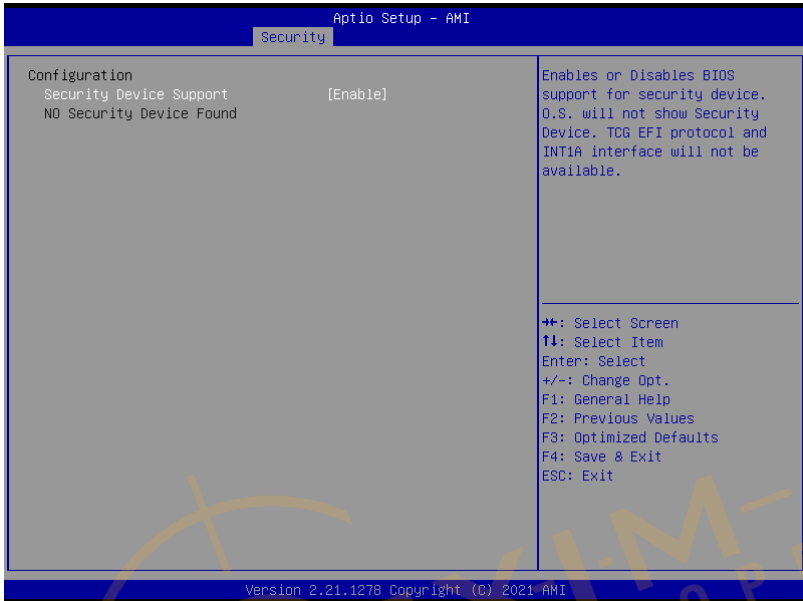 Aptio Setup – AMI
Security
Configuration
Security Device Support [Enable]
NO Security Device Found
Enables or Disables BIOS
support for security device.
O.S. will not show Security
Device. TCG EFI protocol and
INT1A interface will not be
available.
→←: Select Screen
↑↓: Select Item
Enter: Select
+/-: Change Opt.
F1: General Help
F2: Previous Values
F3: Optimized Defaults
F4: Save & Exit
ESC: Exit
Version 2.21.1278 Copyright (C) 2021 AMI